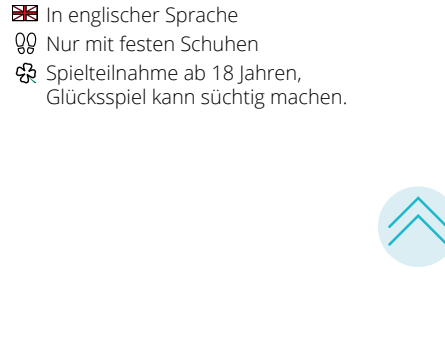 In englischer Sprache
Nur mit festen Schuhen
Spielteilnahme ab 18 Jahren,
Glücksspiel kann süchtig machen.